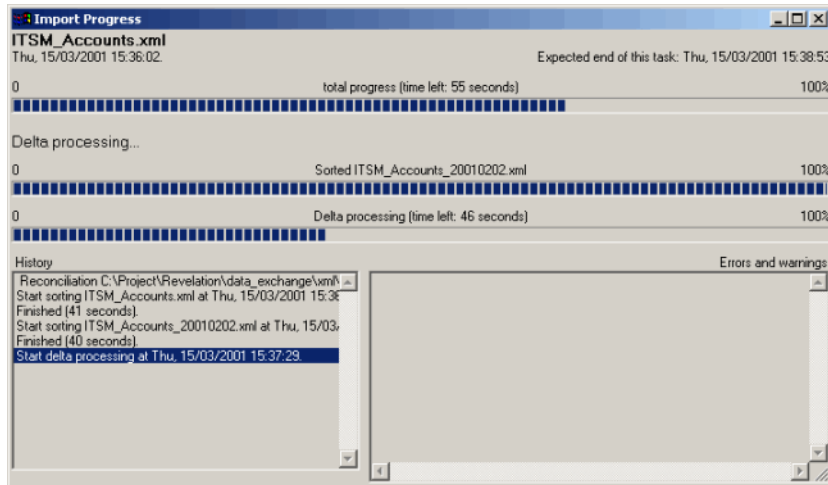 Import Progress
ITSM_Accounts.xml
Thu, 15/03/2001 15:36:02. Expected end of this task: Thu, 15/03/2001 15:38:53
0 total progress (time left: 55 seconds) 100%
Delta processing...
0 Sorted ITSM_Accounts_20010202.xml 100%
0 Delta processing (time left: 46 seconds) 100%
History Errors and warnings
Reconciliation C:\Project\Revelation\data_exchange\xml\
Start sorting ITSM_Accounts.xml at Thu, 15/03/2001 15:36
Finished (41 seconds).
Start sorting ITSM_Accounts_20010202.xml at Thu, 15/03/
Finished (40 seconds).
Start delta processing at Thu, 15/03/2001 15:37:29.